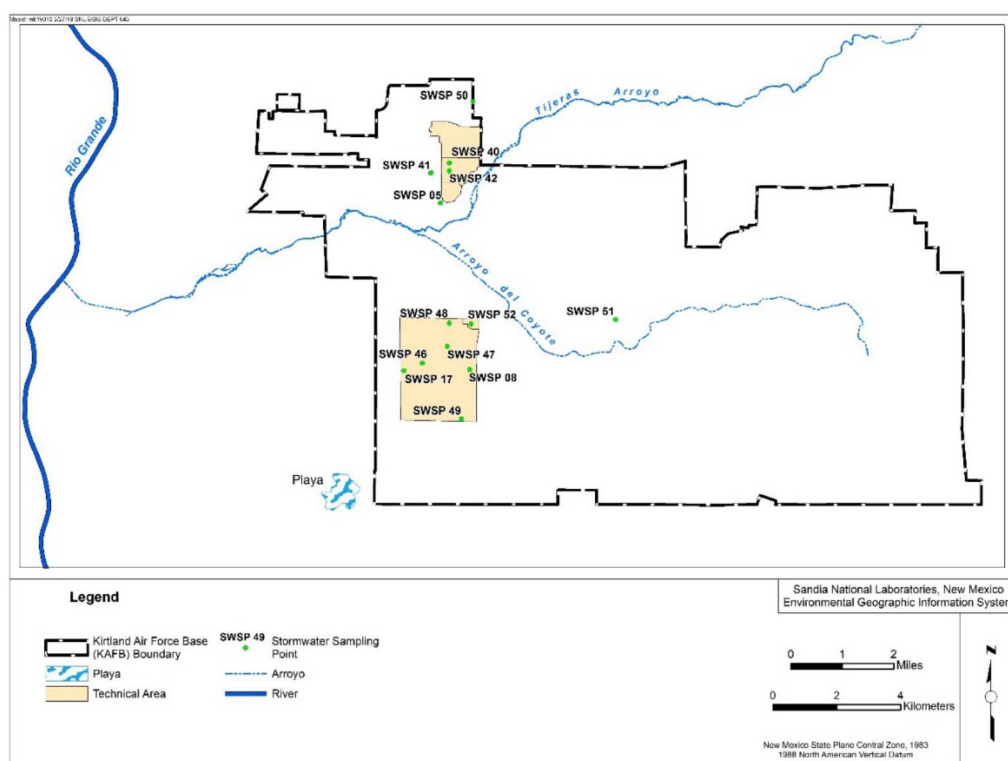 SWSP 50
Tijeras Arroyo
Rio Grande
SWSP 40
SWSP 41
SWSP 42
SWSP 05
Arroyo del Coyote
SWSP 51
SWSP 48
SWSP 52
SWSP 46
SWSP 47
SWSP 17
SWSP 08
SWSP 49
Playa
Legend
Kirtland Air Force Base
(KAFB) Boundary
Playa
Technical Area
SWSP 49
Stormwater Sampling
Point
Arroyo
River
Sandia National Laboratories, New Mexico
Environmental Geographic Information System
0 1 2
Miles
0 2 4
Kilometers
N
New Mexico State Plane Central Zone, 1983
1988 North American Vertical Datum